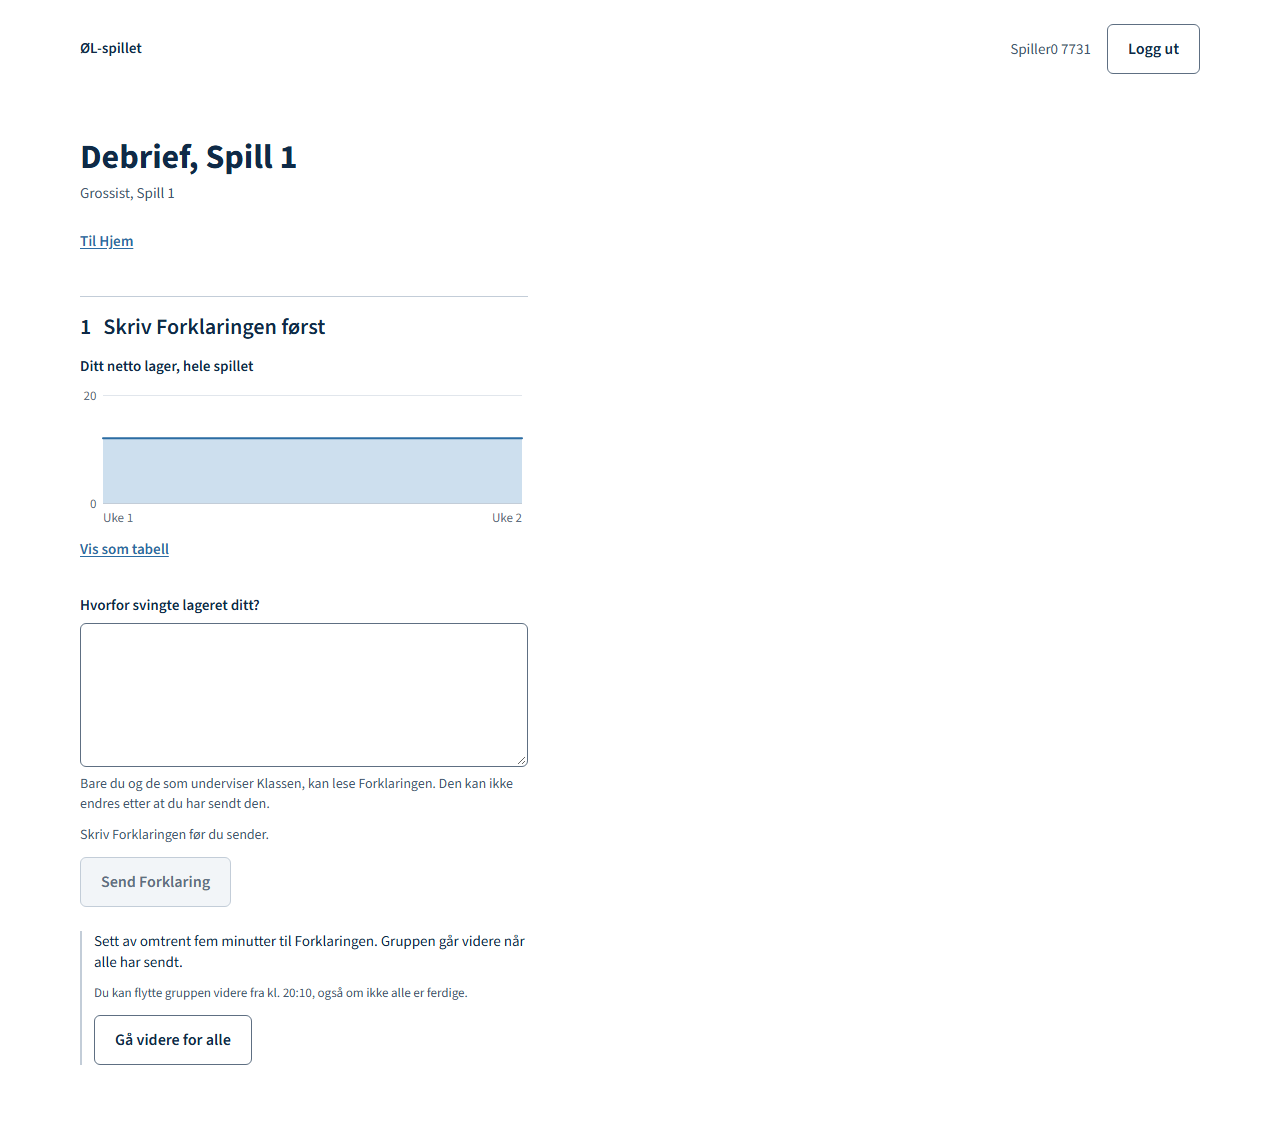 ØL-spillet
Spiller0 7731
Logg ut
Debrief, Spill 1
Grossist, Spill 1
Til Hjem
1 Skriv Forklaringen først
Ditt netto lager, hele spillet
20
0
Uke 1
Uke 2
Vis som tabell
Hvorfor svingte lageret ditt?
Bare du og de som underviser Klassen, kan lese Forklaringen. Den kan ikke
endres etter at du har sendt den.
Skriv Forklaringen før du sender.
Send Forklaring
Sett av omtrent fem minutter til Forklaringen. Gruppen går videre når
alle har sendt.
Du kan flytte gruppen videre fra kl. 20:10, også om ikke alle er ferdige.
Gå videre for alle